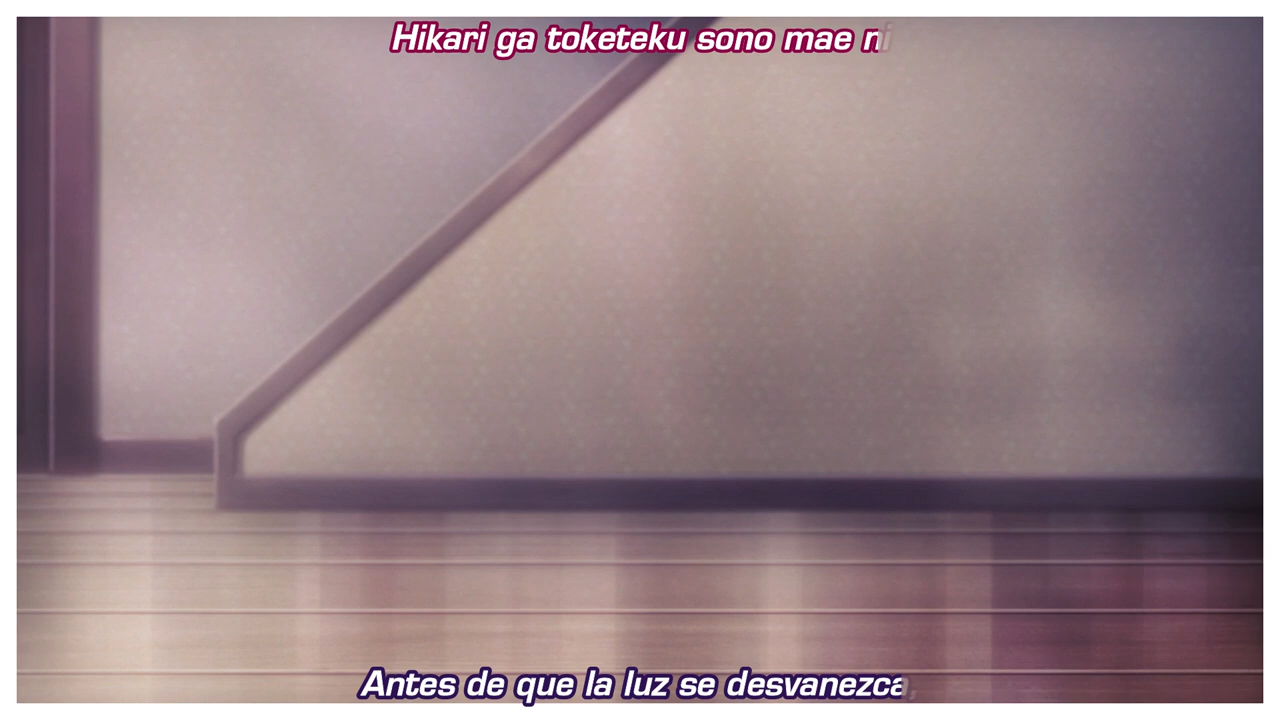 Hikari ga toketeku sono mae ni
Antes de que la luz se desvanezca,